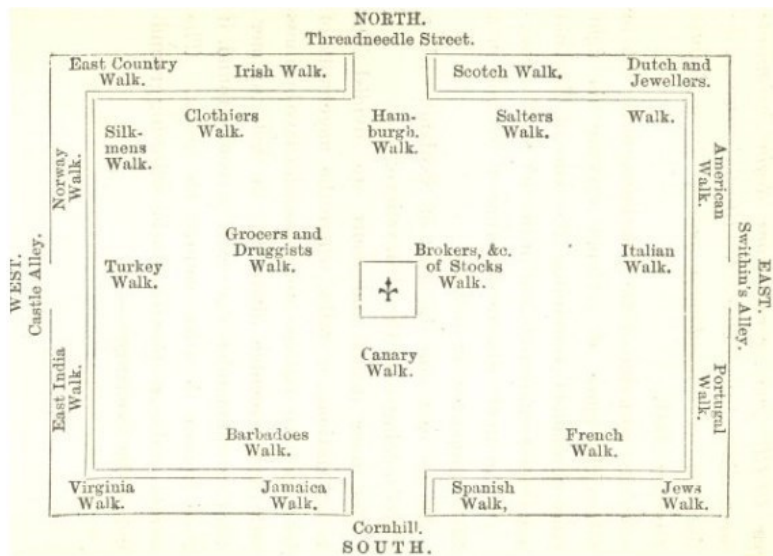 NORTH.
Threadneedle Street.
East Country
Walk.
Irish Walk.
Scotch Walk.
Dutch and
Jewellers.
Walk.
Clothiers
Walk.
Ham-
burgh.
Walk.
Salters
Walk.
Silk-
mens
Walk.
Norway
Walk.
American
Walk.
Grocers and
Druggists
Walk.
Brokers, &c.
of Stocks
Walk.
Italian
Walk.
Turkey
Walk.
WEST.
Castle Alley.
EAST.
Swithin's Alley.
Canary
Walk.
East India
Walk.
Portugal
Walk.
Barbadoes
Walk.
French
Walk.
Virginia
Walk.
Jamaica
Walk.
Spanish
Walk,
Jews
Walk.
Cornhill.
SOUTH.